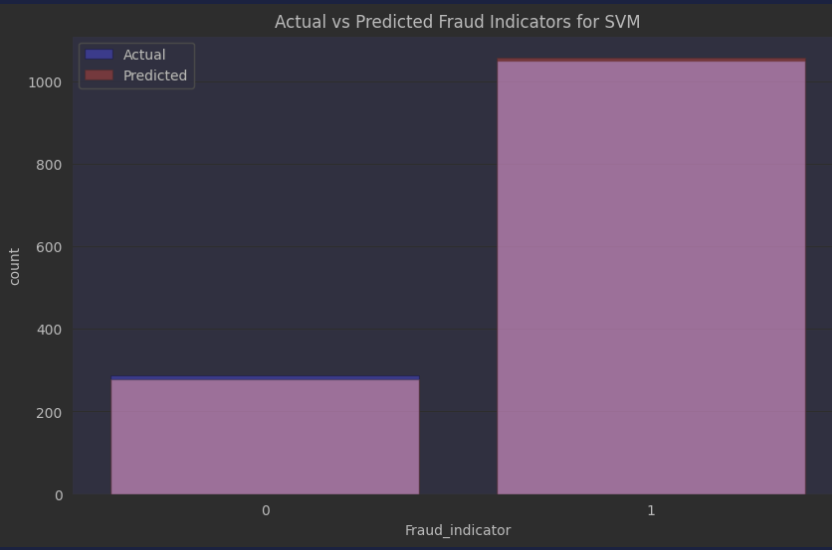 Actual vs Predicted Fraud Indicators for SVM
Actual
Predicted
1000
800
600
400
200
0
count
0 1
Fraud_indicator